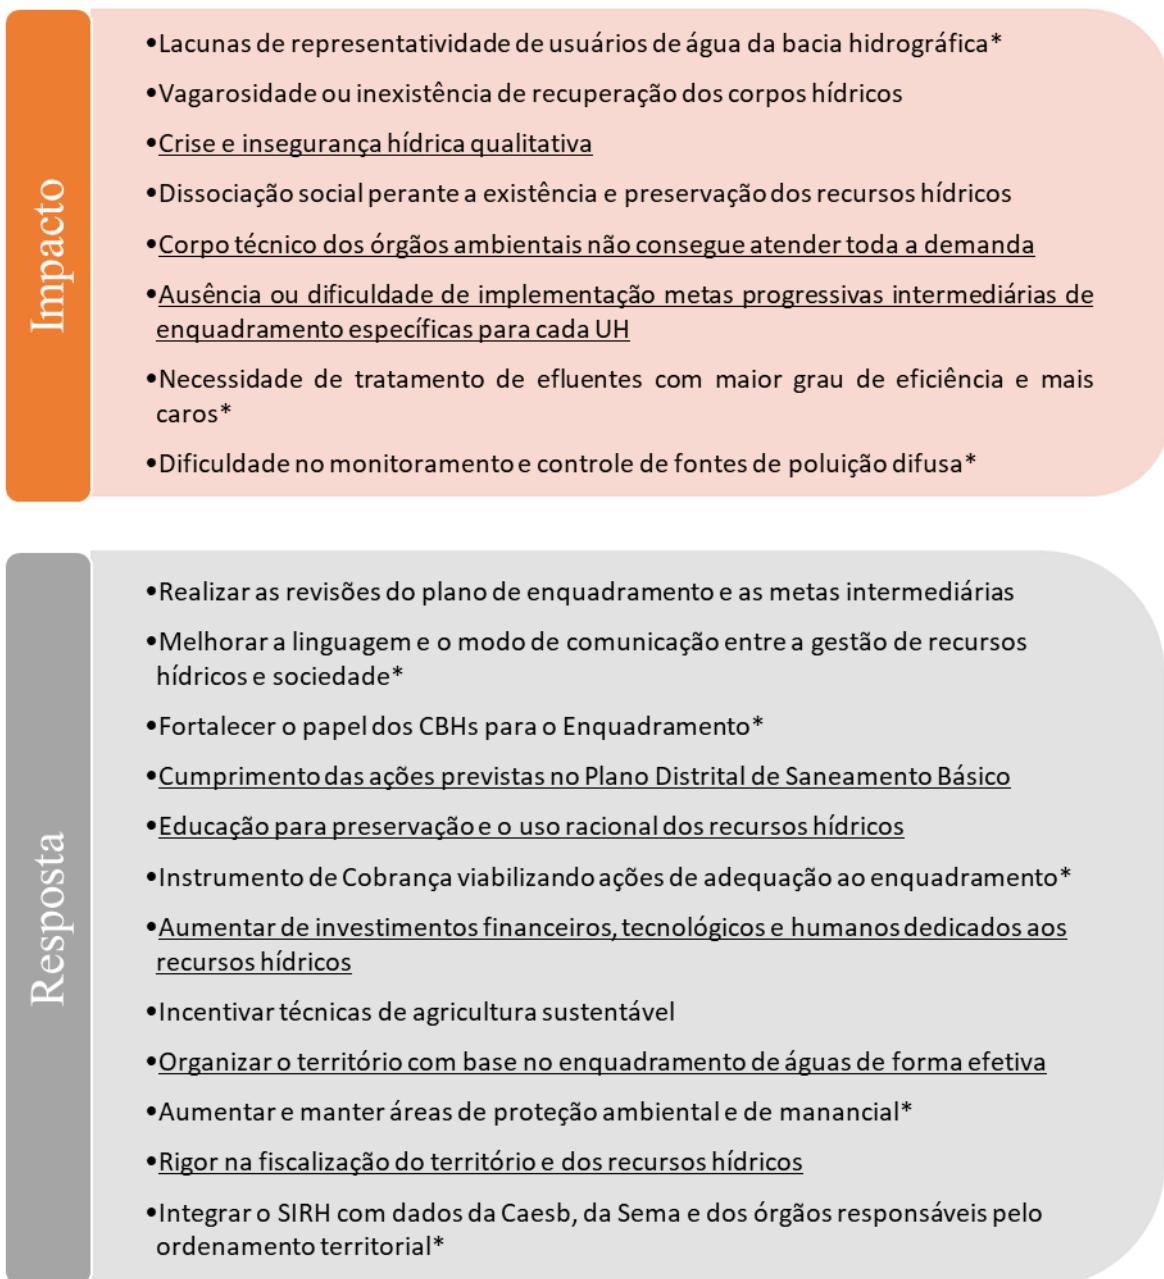 Impacto
•Lacunas de representatividade de usuários de água da bacia hidrográfica*
•Vagarosidade ou inexistência de recuperação dos corpos hídricos
•Crise e insegurança hídrica qualitativa
•Dissociação social perante a existência e preservação dos recursos hídricos
•Corpo técnico dos órgãos ambientais não consegue atender toda a demanda
•Ausência ou dificuldade de implementação metas progressivas intermediárias de
enquadramento específicas para cada UH
•Necessidade de tratamento de efluentes com maior grau de eficiência e mais
caros*
•Dificuldade no monitoramento e controle de fontes de poluição difusa*
Resposta
•Realizar as revisões do plano de enquadramento e as metas intermediárias
•Melhorar a linguagem e o modo de comunicação entre a gestão de recursos
hídricos e sociedade*
•Fortalecer o papel dos CBHs para o Enquadramento*
•Cumprimento das ações previstas no Plano Distrital de Saneamento Básico
•Educação para preservação e o uso racional dos recursos hídricos
•Instrumento de Cobrança viabilizando ações de adequação ao enquadramento*
•Aumentar de investimentos financeiros, tecnológicos e humanos dedicados aos
recursos hídricos
•Incentivar técnicas de agricultura sustentável
•Organizar o território com base no enquadramento de águas de forma efetiva
•Aumentar e manter áreas de proteção ambiental e de manancial*
•Rigor na fiscalização do território e dos recursos hídricos
•Integrar o SIRH com dados da Caesb, da Sema e dos órgãos responsáveis pelo
ordenamento territorial*